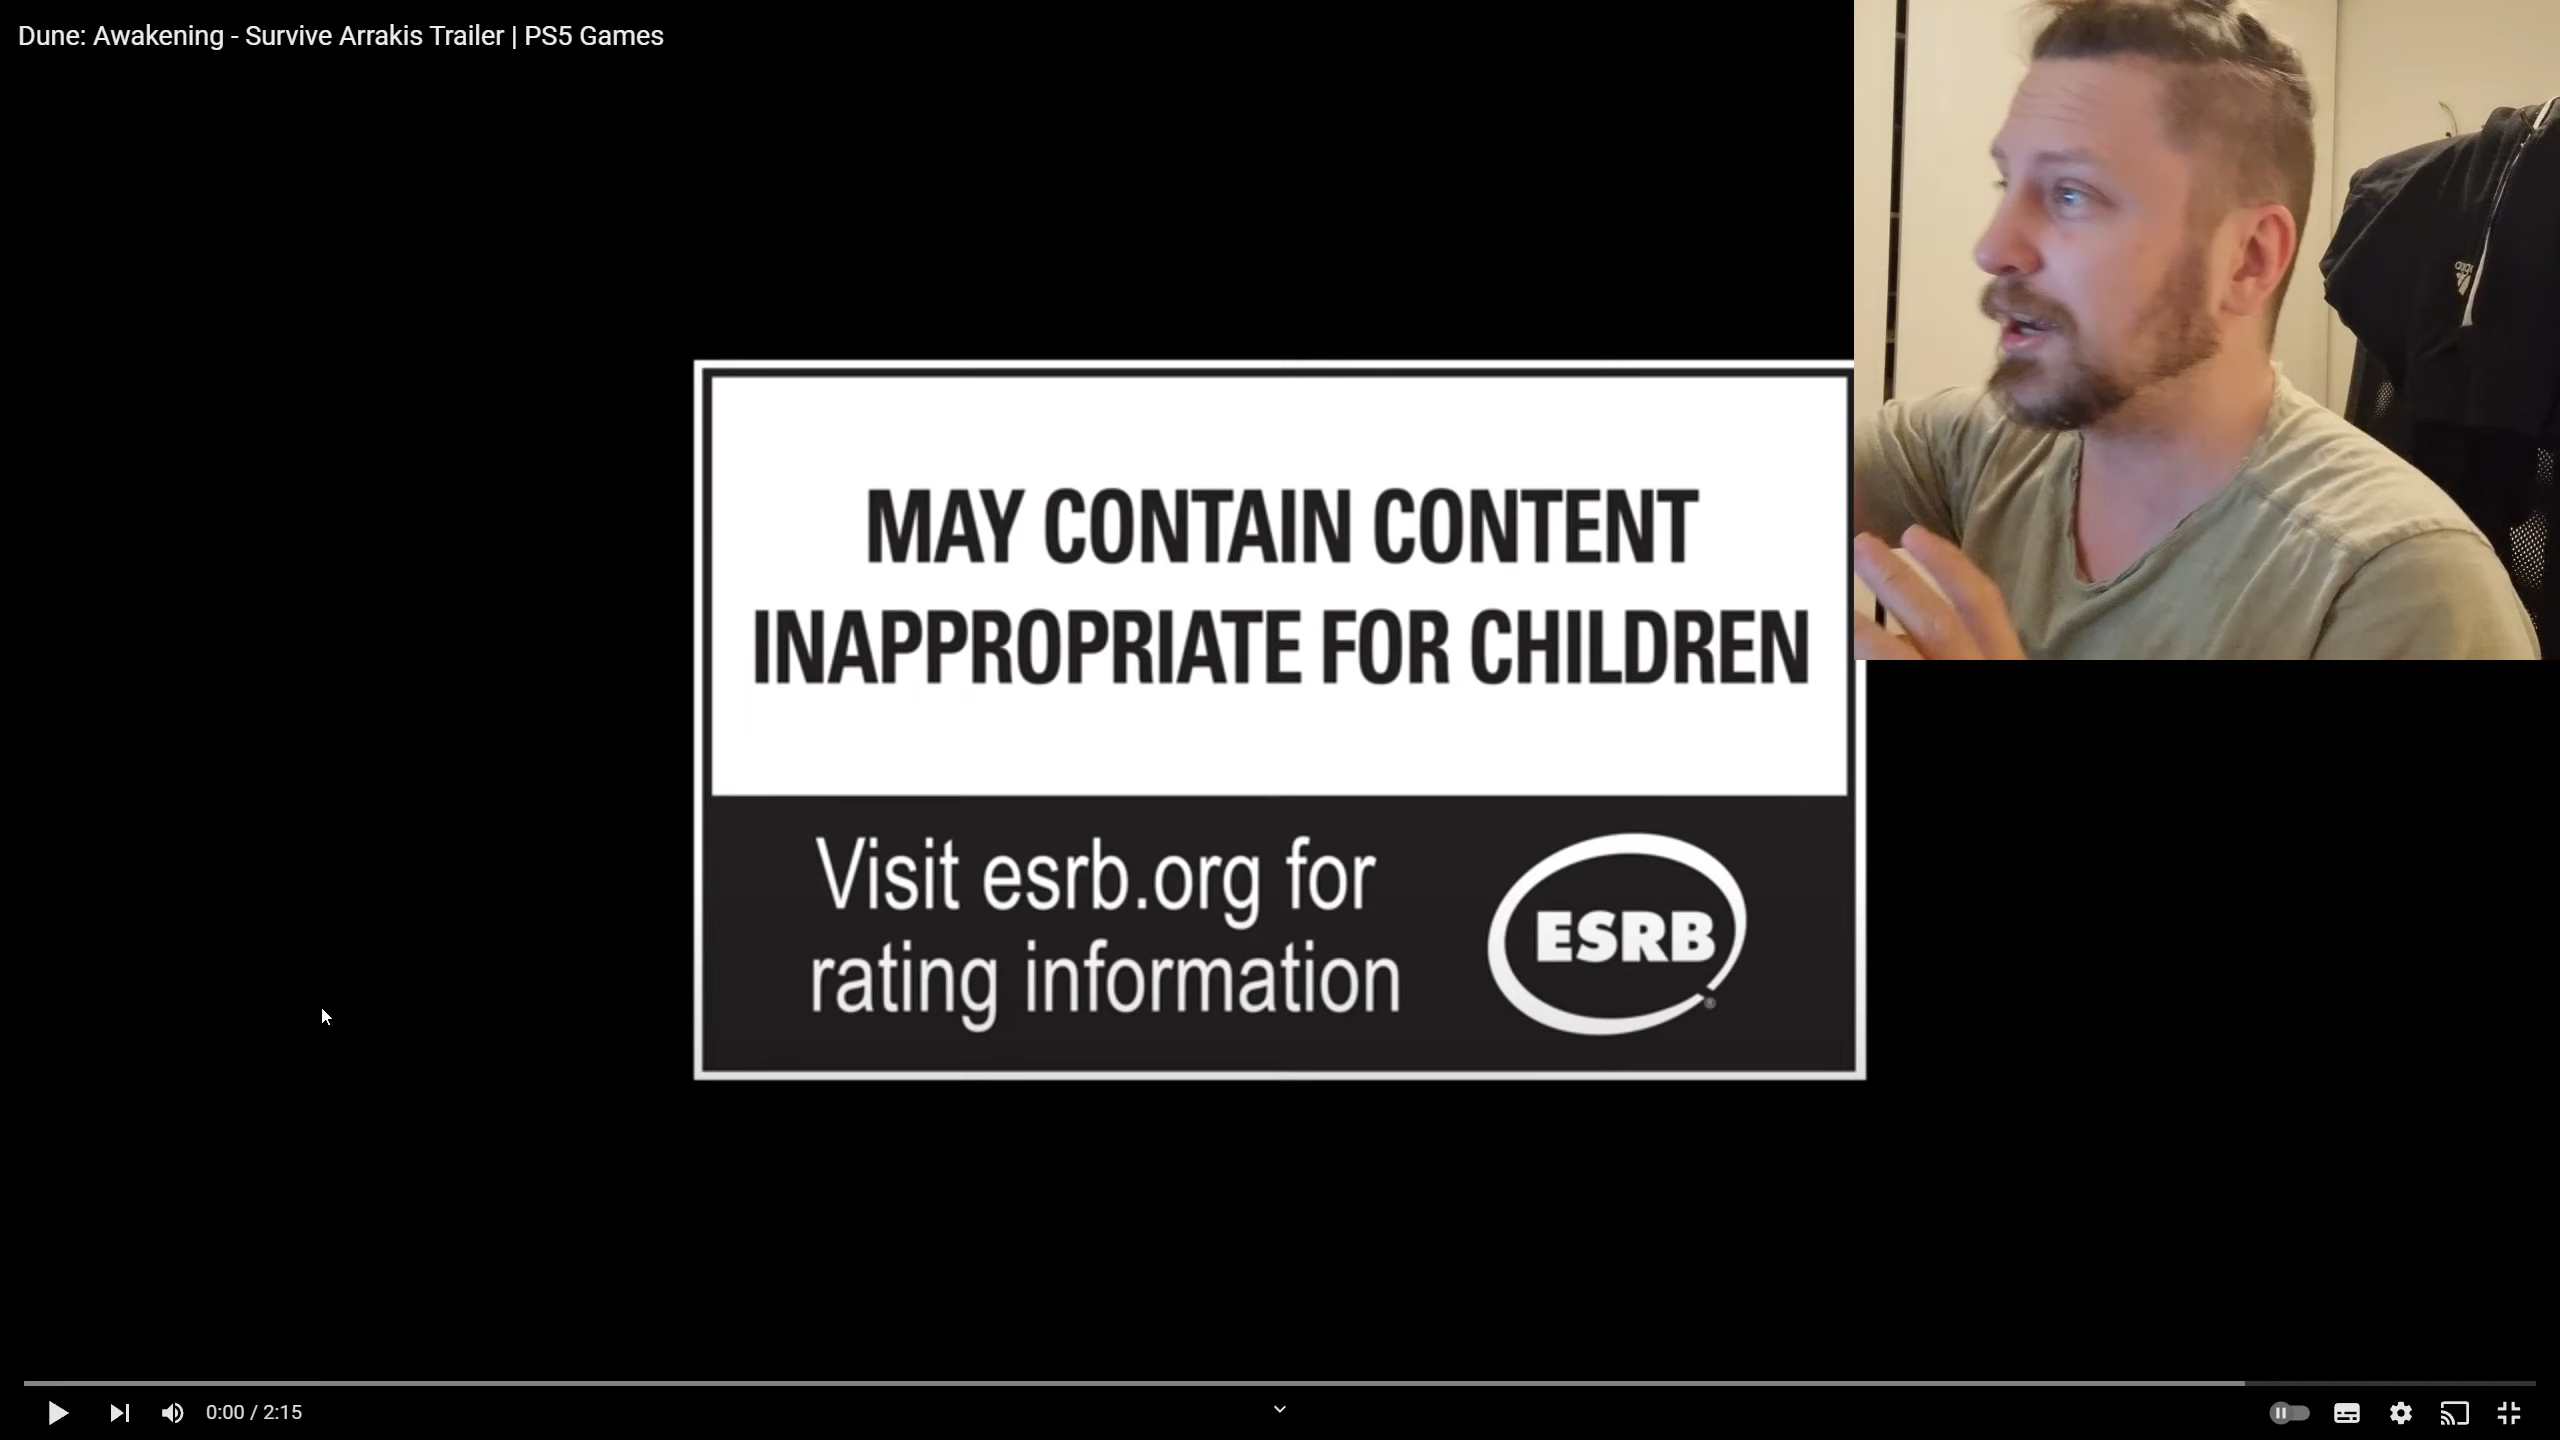 Dune: Awakening - Survive Arrakis Trailer | PS5 Games
MAY CONTAIN CONTENT
INAPPROPRIATE FOR CHILDREN
Visit esrb.org for
rating information
ESRB
®
0:00 / 2:15